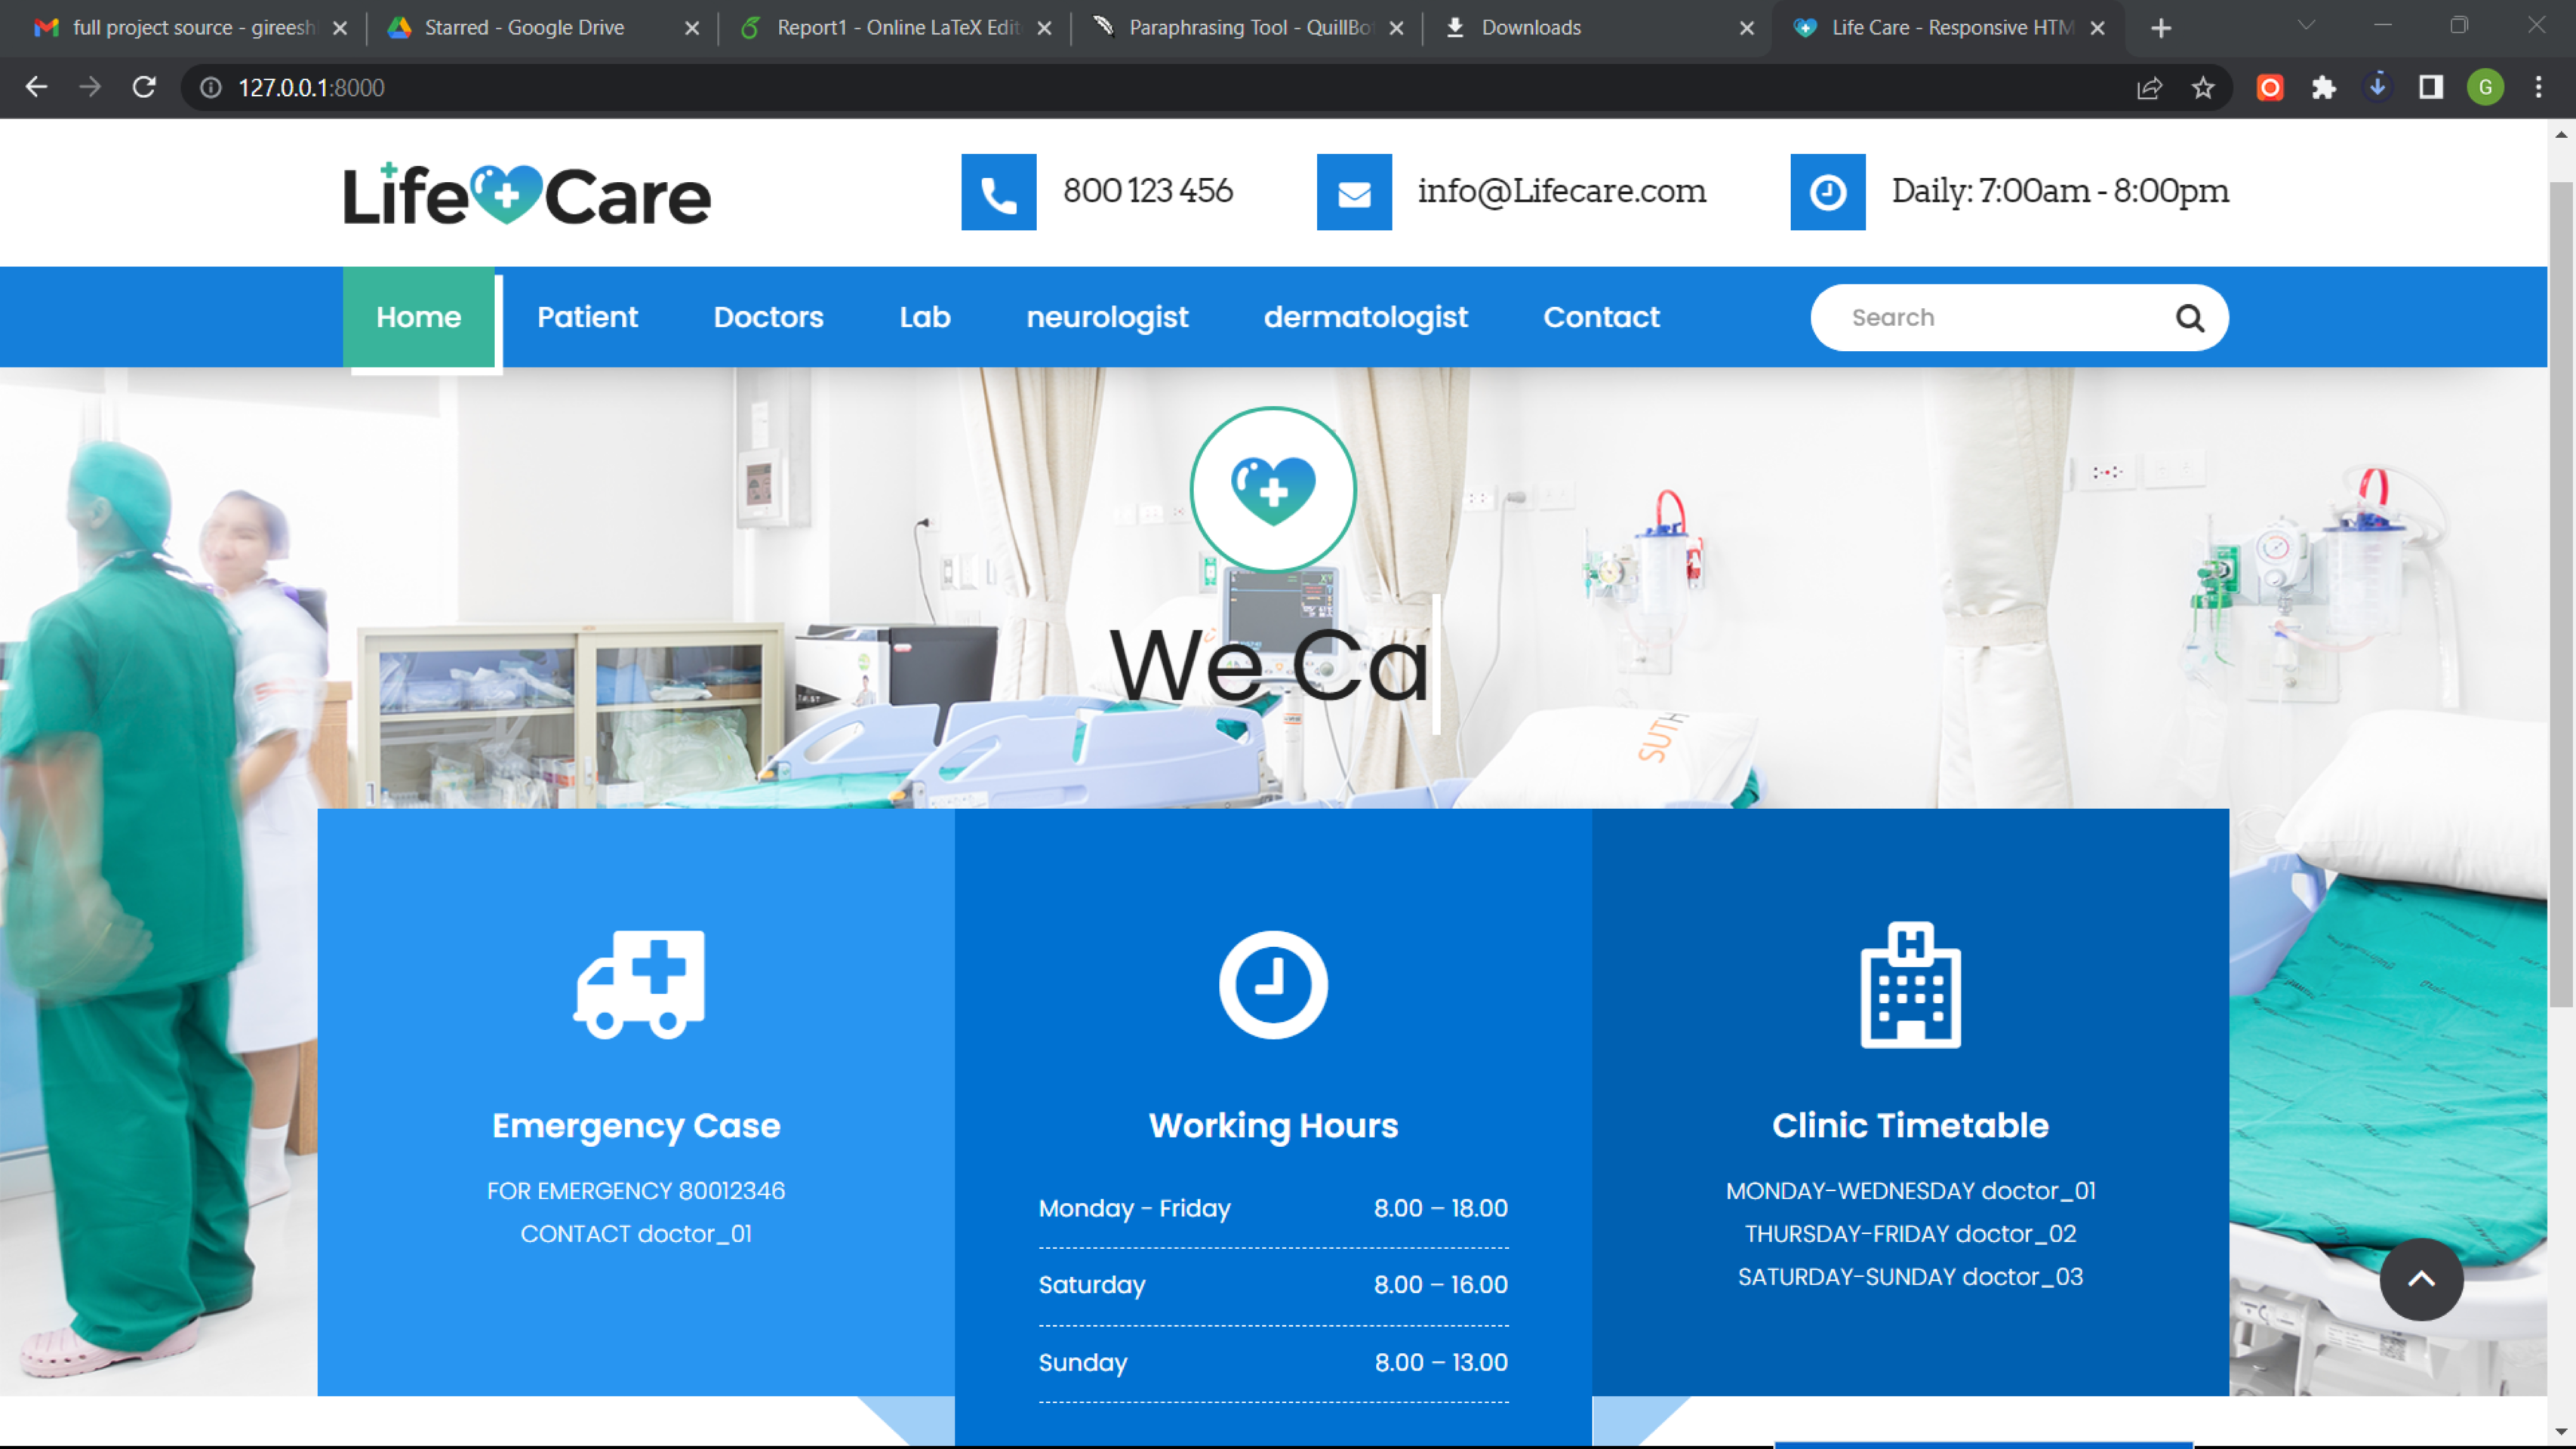 full project source - gireesh
Starred - Google Drive
Report1 - Online LaTeX Edit
Paraphrasing Tool - QuillBot
Downloads
Life Care - Responsive HTM
127.0.0.1:8000
G
Life Care
800 123 456
info@Lifecare.com
Daily: 7:00am - 8:00pm
Home
Patient
Doctors
Lab
neurologist
dermatologist
Contact
Search
We Ca
SUTH
Emergency Case
FOR EMERGENCY 80012346
CONTACT doctor_01
Working Hours
Monday - Friday 8.00 – 18.00
Saturday 8.00 – 16.00
Sunday 8.00 – 13.00
H
Clinic Timetable
MONDAY-WEDNESDAY doctor_01
THURSDAY-FRIDAY doctor_02
SATURDAY-SUNDAY doctor_03